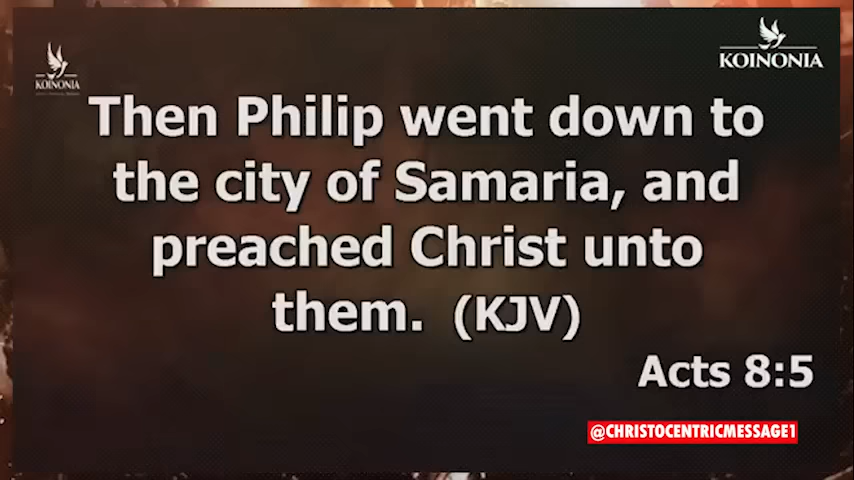 KOINONIA
KOINONIA
Then Philip went down to
the city of Samaria, and
preached Christ unto
them. (KJV)
Acts 8:5
@CHRISTOCENTRICMESSAGE1